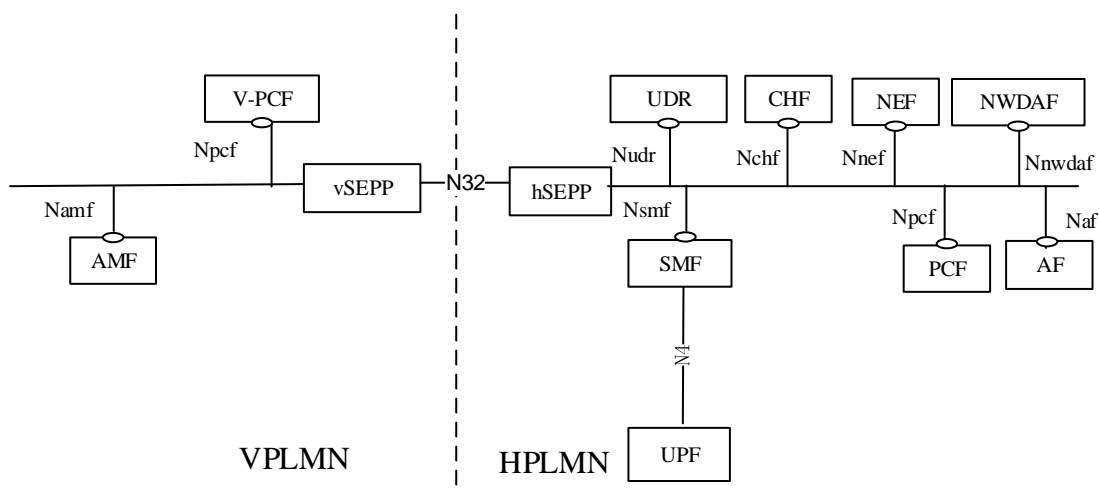 V-PCF
UDR
CHF
NEF
NWDAF
Npcf
Nudr
Nchf
Nnef
Nnwdaf
vSEPP
N32
hSEPP
Namf
Nsmf
Npcf
Naf
AMF
SMF
PCF
AF
N4
VPLMN
HPLMN
UPF